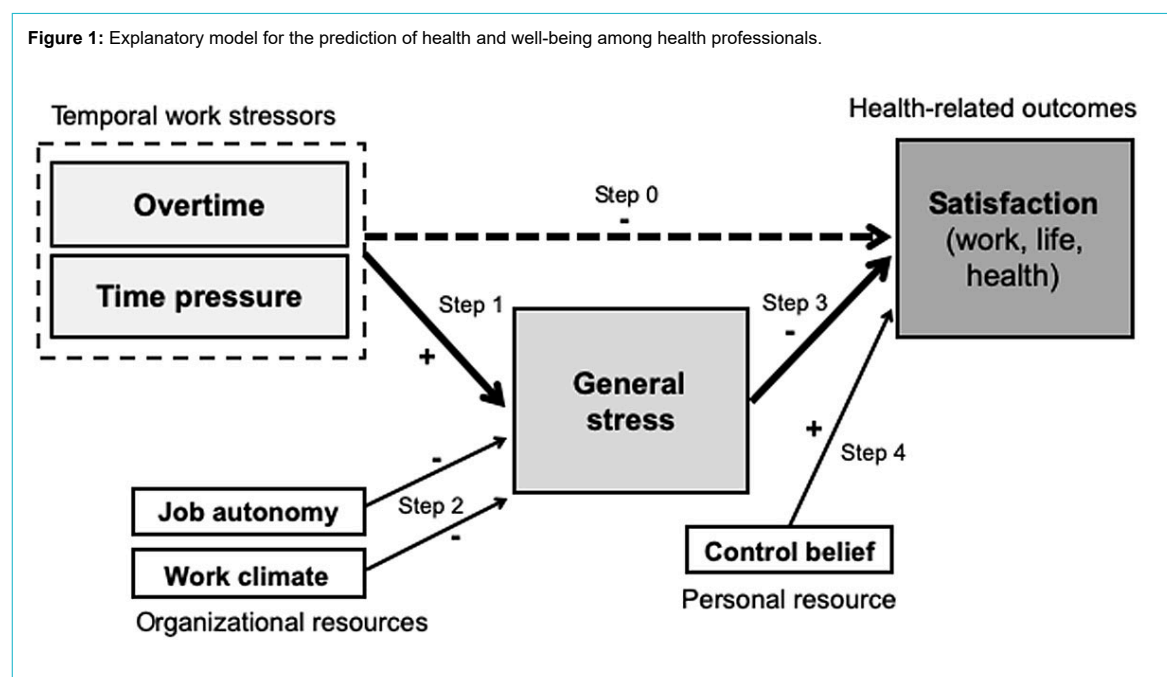 Figure 1: Explanatory model for the prediction of health and well-being among health professionals.
Temporal work stressors
Health-related outcomes
Overtime
Time pressure
Step 0
-
Satisfaction
(work, life,
health)
Step 1
+
Step 3
-
General
stress
+
Step 4
-
Job autonomy
Step 2
-
Work climate
Organizational resources
Control belief
Personal resource